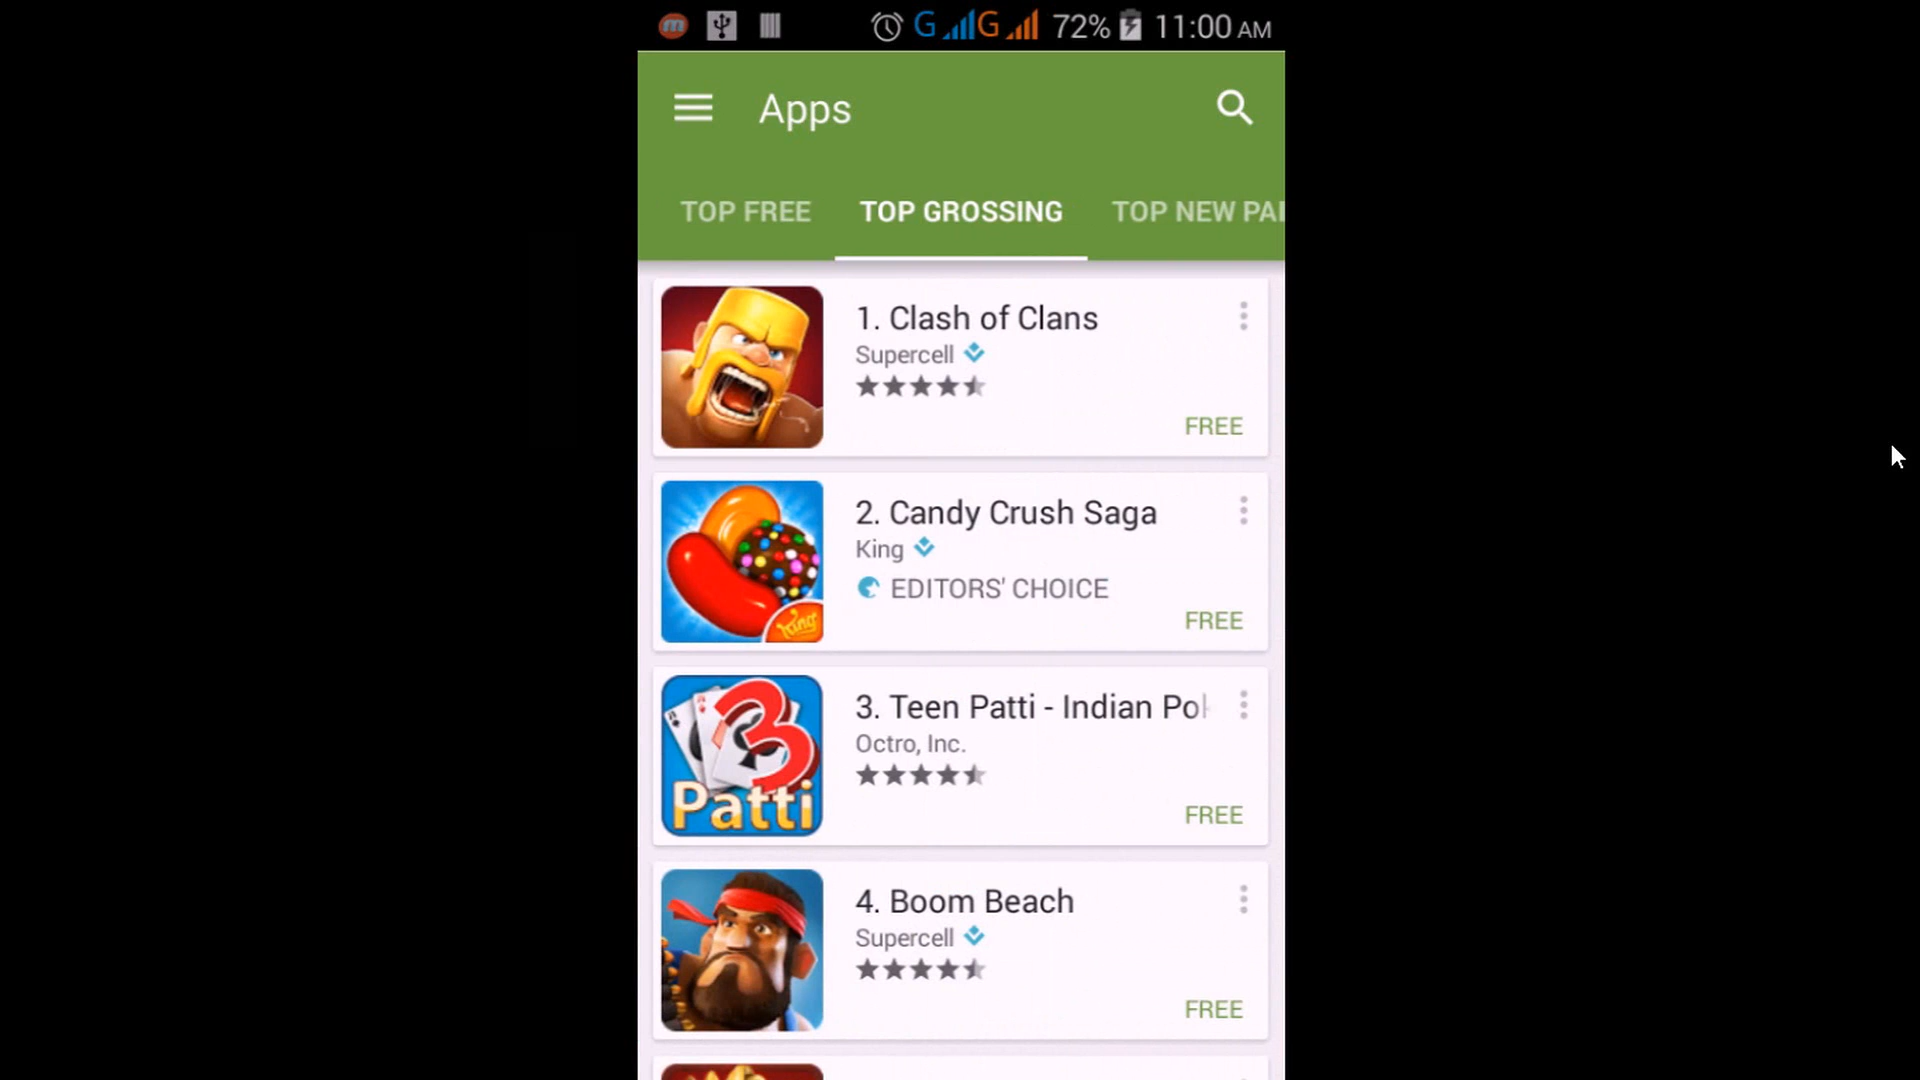 72% 11:00 AM
Apps
TOP FREE TOP GROSSING TOP NEW PAI
1. Clash of Clans
Supercell
FREE
2. Candy Crush Saga
King
EDITORS' CHOICE
FREE
King
3. Teen Patti - Indian Pok
Octro, Inc.
FREE
3 Patti
4. Boom Beach
Supercell
FREE